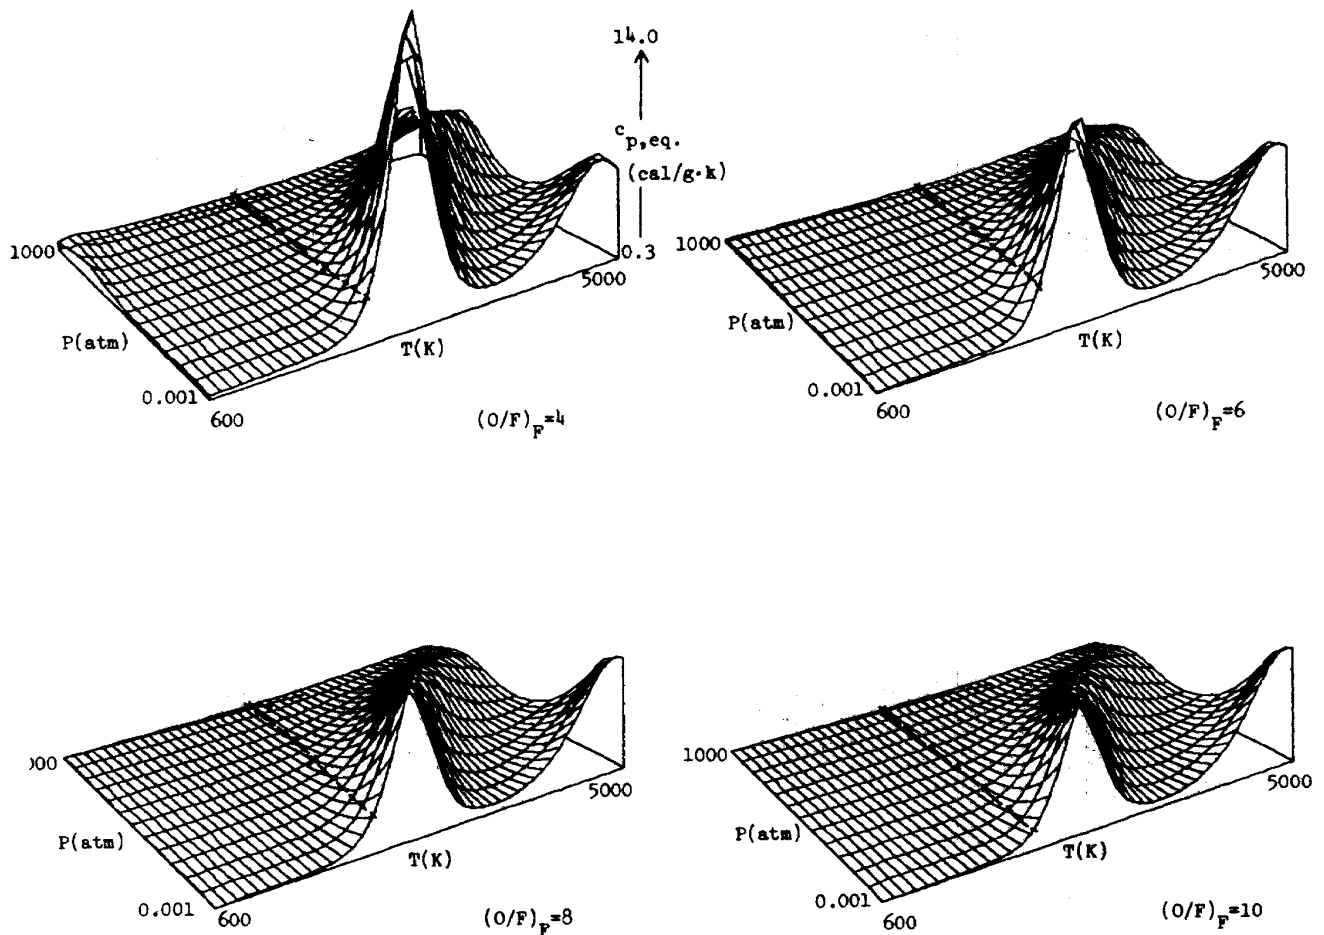 14.0
c p,eq.
(cal/g·k)
0.3
1000
P(atm)
0.001
600
T(K)
5000
(O/F)F=4
1000
P(atm)
0.001
600
T(K)
5000
(O/F)F=6
000
P(atm)
0.001
600
T(K)
5000
(O/F)F=8
1000
P(atm)
0.001
600
T(K)
5000
(O/F)F=10